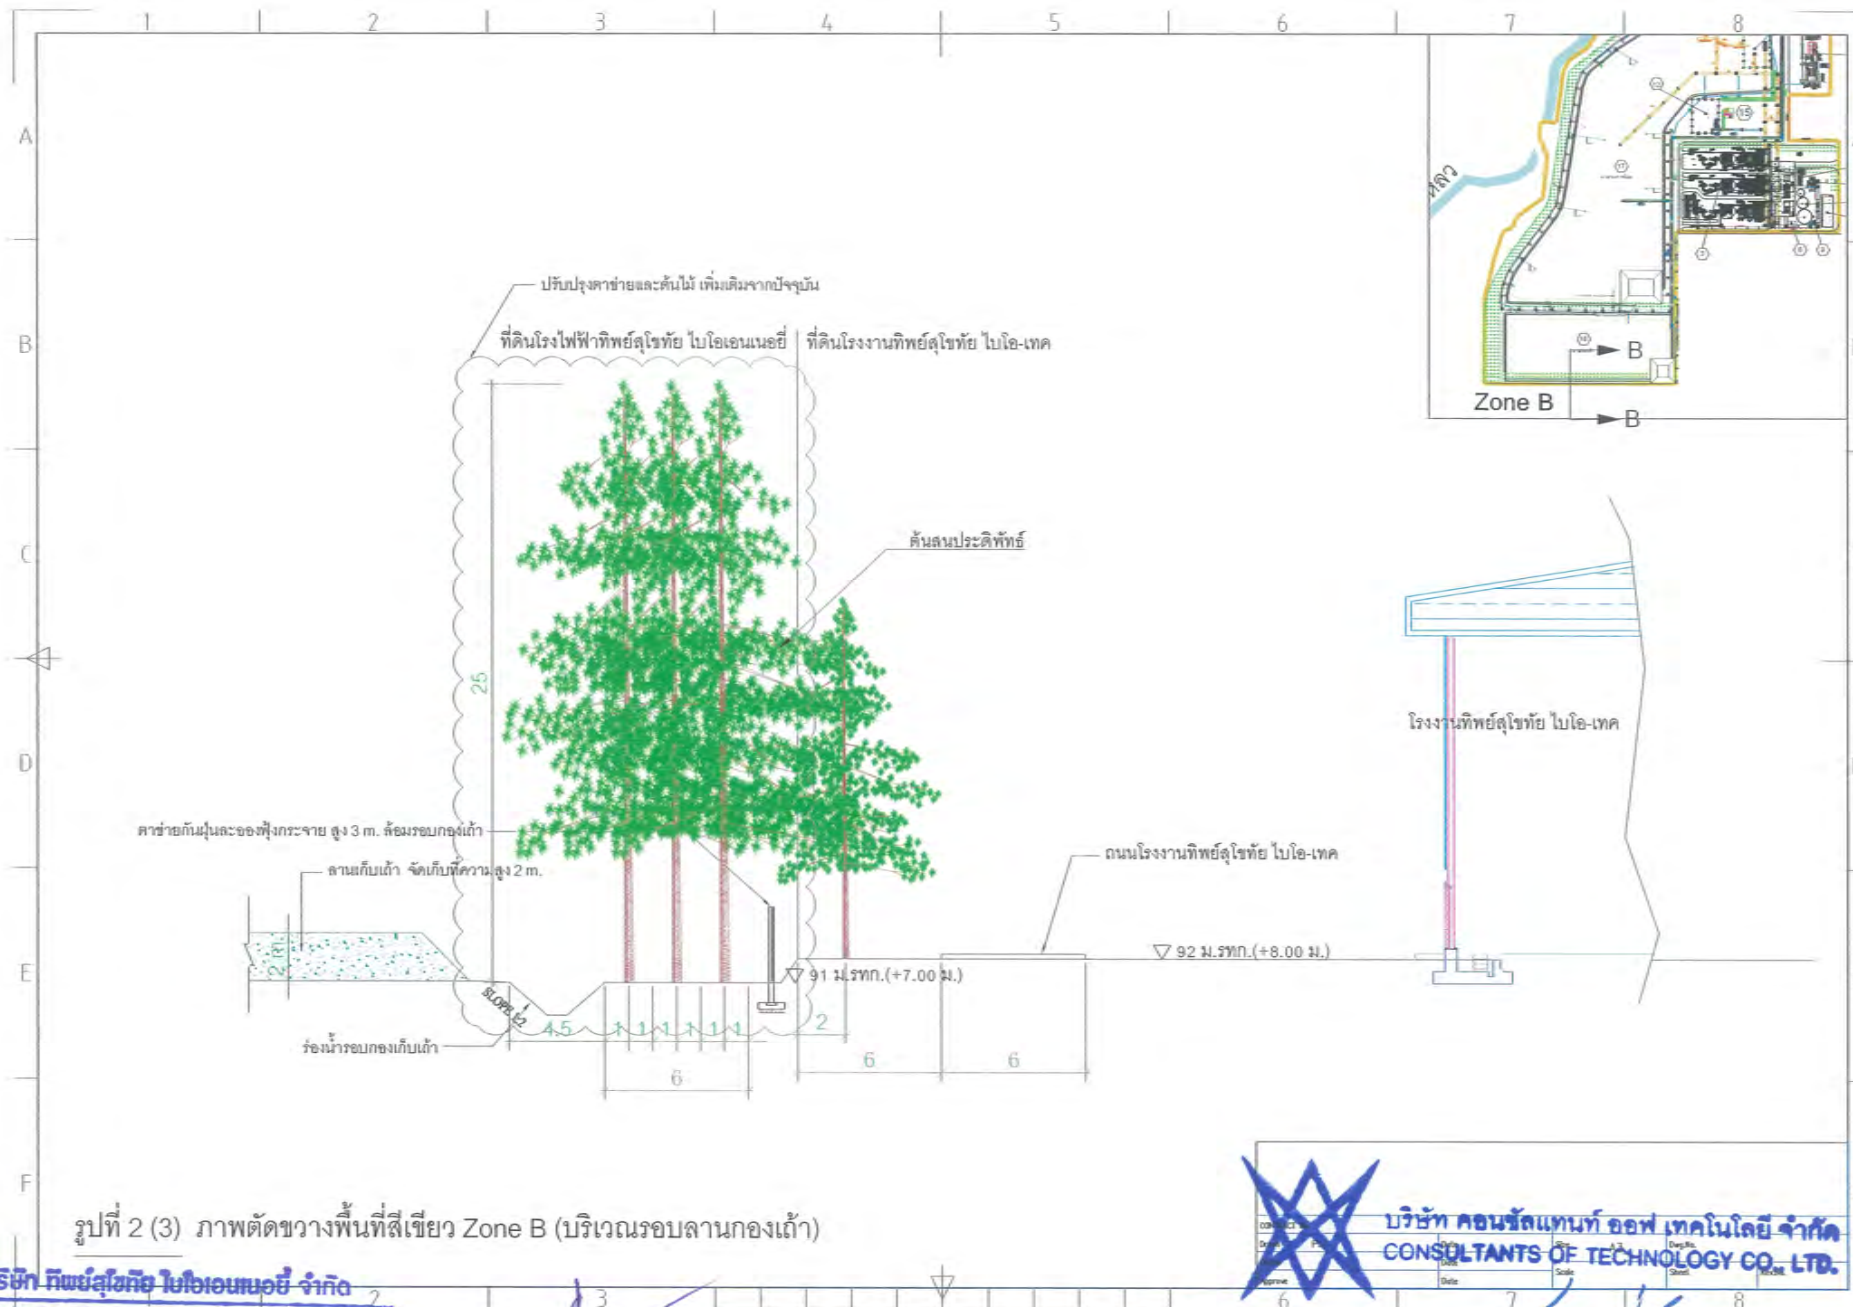 1 2 3 4 5 6 7 8
A
B
C
D
E
F
15
17
Zone B
B
B
ปรับปรุงตาข่ายและต้นไม้ เพิ่มเติมจากปัจจุบัน
ที่ดินโรงไฟฟ้าทิพย์สุโขทัย ไบโอเอนเนอยี่
ที่ดินโรงงานทิพย์สุโขทัย ไบโอ-เทค
ต้นสนประดิพัทธ์
25
โรงงานทิพย์สุโขทัย ไบโอ-เทค
ตาข่ายกันฝุ่นละอองฟุ้งกระจาย สูง 3 m. ล้อมรอบกองเถ้า
ลานเก็บเถ้า จัดเก็บที่ความสูง 2 m.
ถนนโรงงานทิพย์สุโขทัย ไบโอ-เทค
2 m.
91 ม.รทก.(+7.00 ม.)
92 ม.รทก.(+8.00 ม.)
SLOPE 1:2
4.5 1 1 1 1 1 1 2
ร่องน้ำรอบกองเก็บเถ้า
6 6 6
รูปที่ 2 (3) ภาพตัดขวางพื้นที่สีเขียว Zone B (บริเวณรอบลานกองเถ้า)
บริษัท คอนซัลแทนท์ ออฟ เทคโนโลยี จำกัด
CONSULTANTS OF TECHNOLOGY CO., LTD.
Approve Date Scale
ทิพย์สุโขทัย ไบโอเอนเนอยี่ จำกัด
2 3 6 8